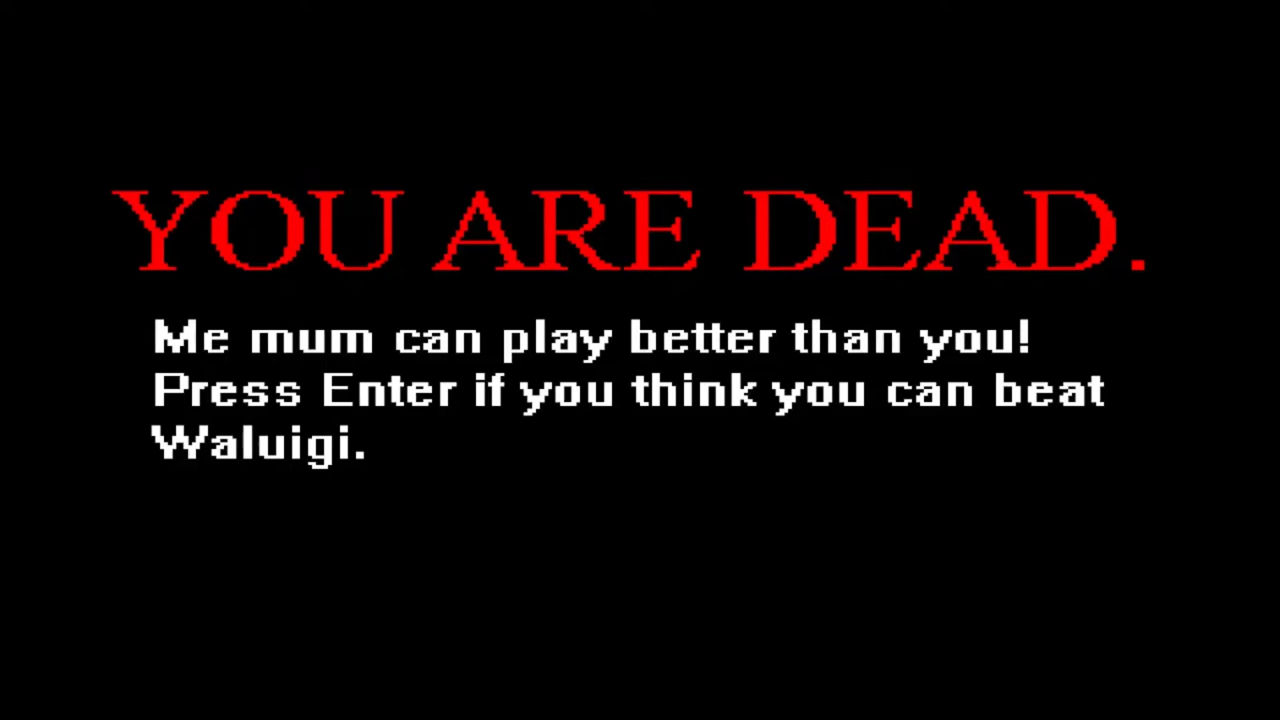 YOU ARE DEAD.
Me mum can play better than you!
Press Enter if you think you can beat
Waluigi.